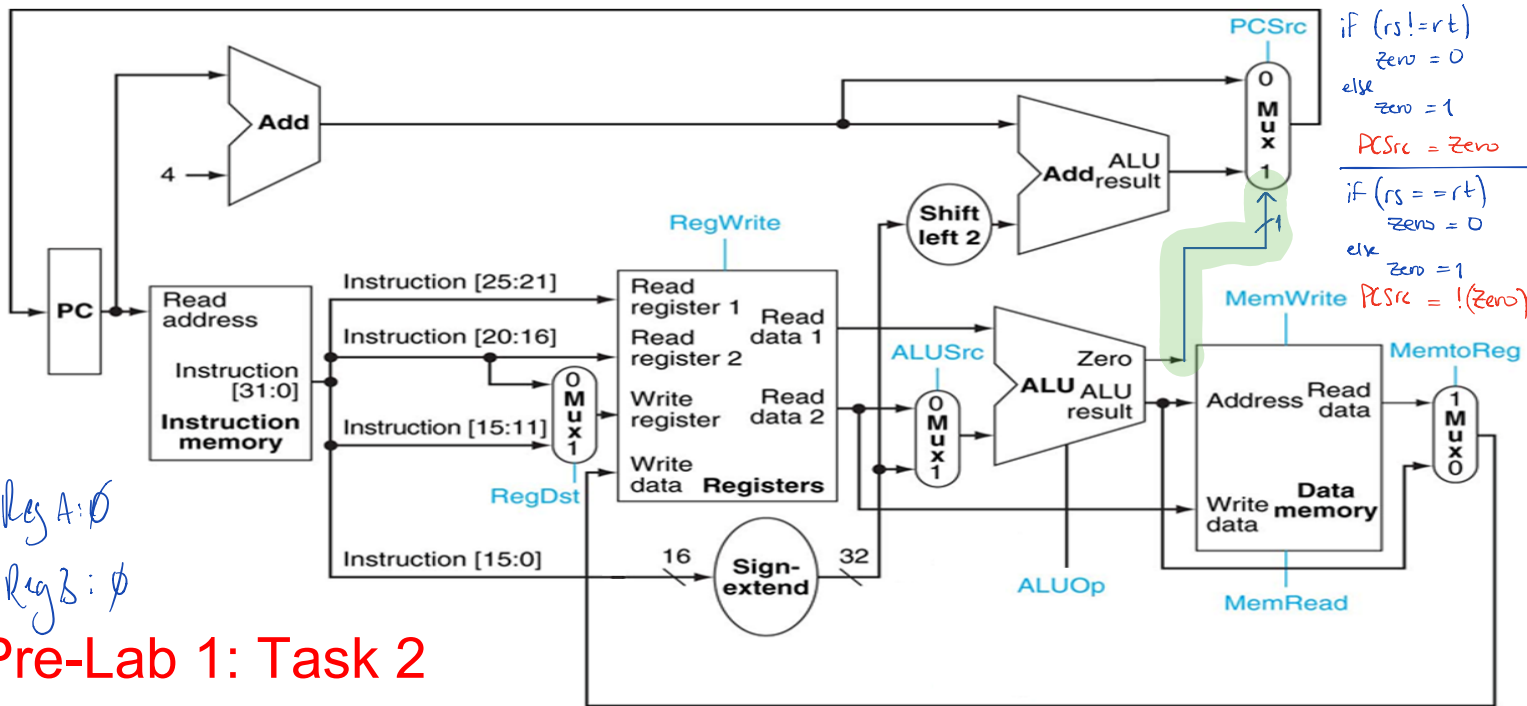 PCSrc
if (rs!=rt)
zero = 0
else
zero = 1
PCSrc = Zero
if (rs = =rt)
zero = 0
else
zero = 1
PCSrc = !(Zero)
0
M
u
x
1
1
Add
4
Add
ALU
result
Shift
left 2
RegWrite
PC
Read
address
Instruction
[31:0]
Instruction
memory
Instruction [25:21]
Instruction [20:16]
Instruction [15:11]
Instruction [15:0]
0
M
u
x
1
RegDst
Read
register 1
Read
register 2
Write
register
Write
data
Read
data 1
Read
data 2
Registers
ALUSrc
0
M
u
x
1
Zero
ALU
ALU
result
ALUOp
MemWrite
Address
Read
data
Write
data
Data
memory
MemRead
MemtoReg
1
M
u
x
0
16
Sign-
extend
32
Reg A: 0
Reg B: 0
Pre-Lab 1: Task 2